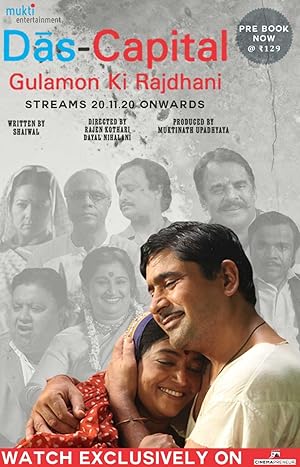 mukti
entertainment
PRE BOOK
NOW
@ ₹129
Dās-Capital
Gulamon Ki Rajdhani
STREAMS 20.11.20 ONWARDS
WRITTEN BY
SHAIWAL
DIRECTED BY
RAJEN KOTHARI
DAYAL NIHALANI
PRODUCED BY
MUKTINATH UPADHYAYA
WATCH EXCLUSIVELY ON
CINEMAPRENEUR